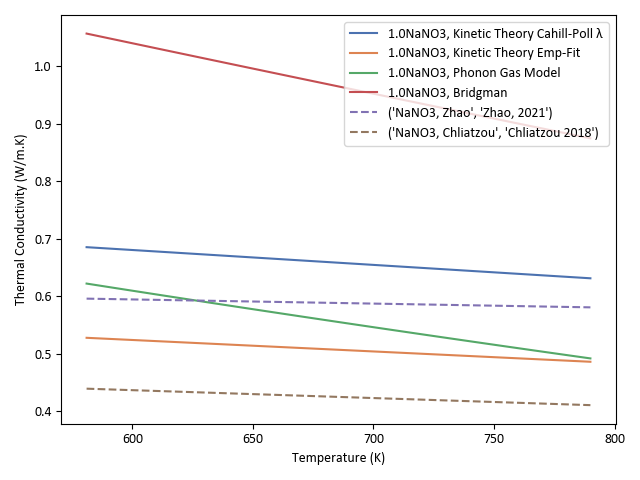 1.0NaNO3, Kinetic Theory Cahill-Poll λ
1.0NaNO3, Kinetic Theory Emp-Fit
1.0NaNO3, Phonon Gas Model
1.0NaNO3, Bridgman
('NaNO3, Zhao', 'Zhao, 2021')
('NaNO3, Chliatzou', 'Chliatzou 2018')
Thermal Conductivity (W/m.K)
1.0
0.9
0.8
0.7
0.6
0.5
0.4
600
650
700
750
800
Temperature (K)